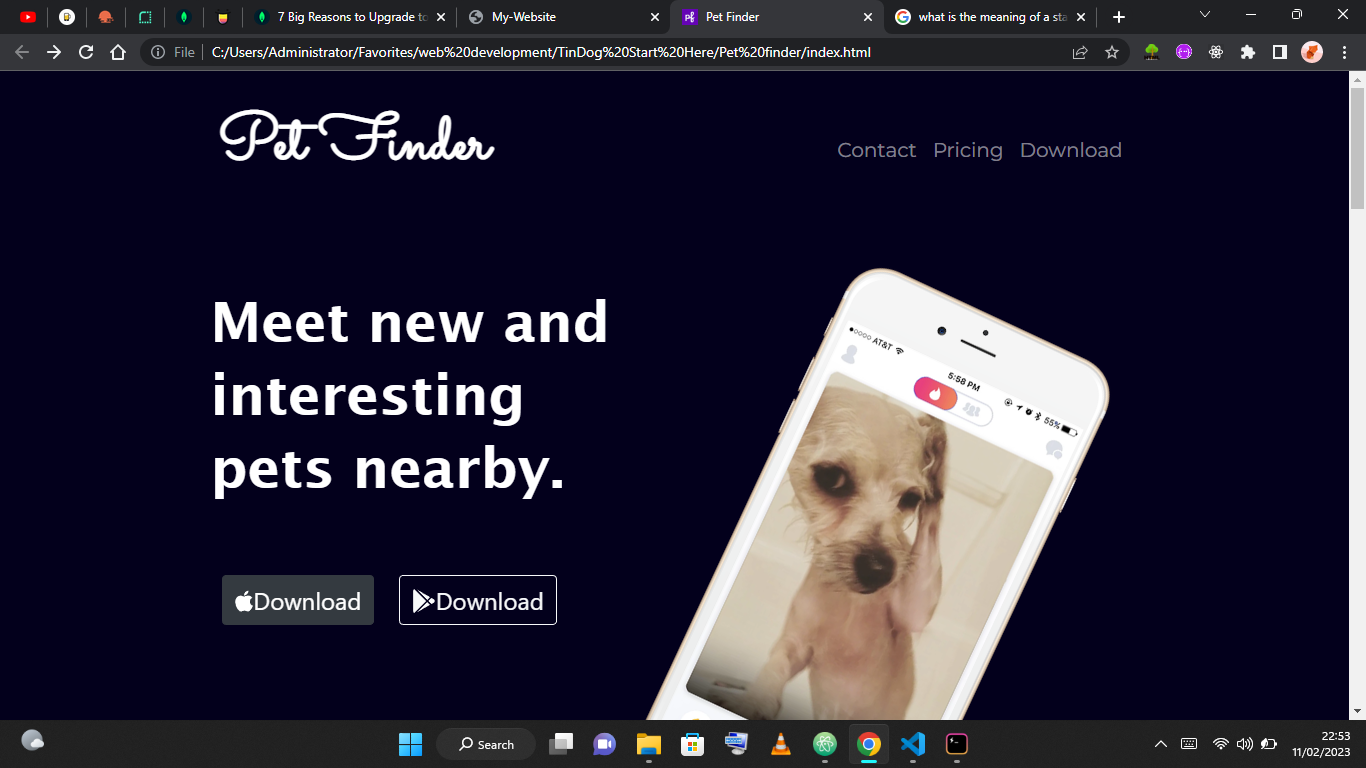 7 Big Reasons to Upgrade to
My-Website
Pet Finder
what is the meaning of a sta
File
C:/Users/Administrator/Favorites/web%20development/TinDog%20Start%20Here/Pet%20finder/index.html
Pet Finder
Contact Pricing Download
Meet new and
interesting
pets nearby.
Download
Download
AT&T
5:58 PM
55%
Search
22:53
11/02/2023